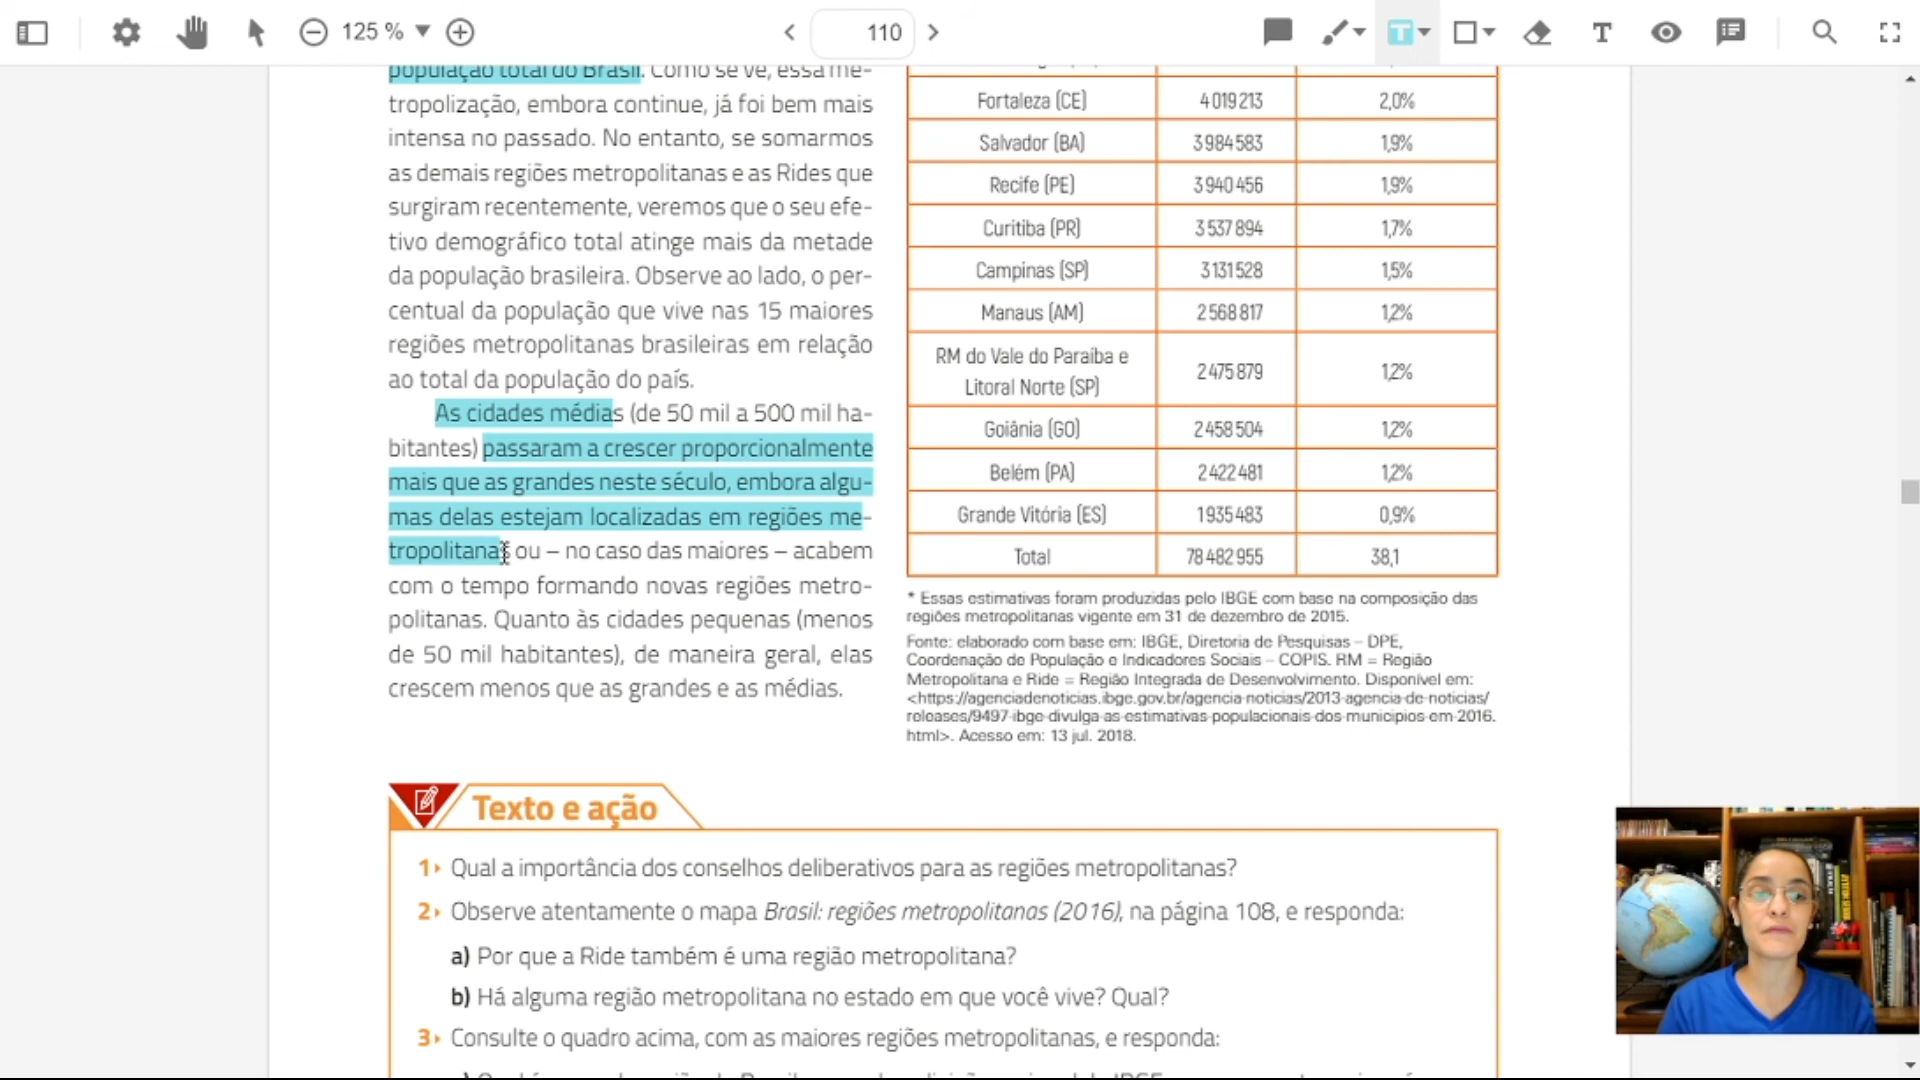 125 %
110
população total do Brasil. Como se vê, essa me-
tropolização, embora continue, já foi bem mais
intensa no passado. No entanto, se somarmos
as demais regiões metropolitanas e as Rides que
surgiram recentemente, veremos que o seu efe-
tivo demográfico total atinge mais da metade
da população brasileira. Observe ao lado, o per-
centual da população que vive nas 15 maiores
regiões metropolitanas brasileiras em relação
ao total da população do país.
As cidades médias (de 50 mil a 500 mil ha-
bitantes) passaram a crescer proporcionalmente
mais que as grandes neste século, embora algu-
mas delas estejam localizadas em regiões me-
tropolitanas ou – no caso das maiores – acabem
com o tempo formando novas regiões metro-
politanas. Quanto às cidades pequenas (menos
de 50 mil habitantes), de maneira geral, elas
crescem menos que as grandes e as médias.
Fortaleza (CE) 4 019 213 2,0%
Salvador (BA) 3 984 583 1,9%
Recife (PE) 3 940 456 1,9%
Curitiba (PR) 3 537 894 1,7%
Campinas (SP) 3 131 528 1,5%
Manaus (AM) 2 568 817 1,2%
RM do Vale do Paraíba e
Litoral Norte (SP) 2 475 879 1,2%
Goiânia (GO) 2 458 504 1,2%
Belém (PA) 2 422 481 1,2%
Grande Vitória (ES) 1 935 483 0,9%
Total 78 482 955 38,1
* Essas estimativas foram produzidas pelo IBGE com base na composição das
regiões metropolitanas vigente em 31 de dezembro de 2015.
Fonte: elaborado com base em: IBGE, Diretoria de Pesquisas – DPE,
Coordenação de População e Indicadores Sociais – COPIS. RM = Região
Metropolitana e Ride = Região Integrada de Desenvolvimento. Disponível em:
<https://agenciadenoticias.ibge.gov.br/agencia-noticias/2013-agencia-de-noticias/
releases/9497-ibge-divulga-as-estimativas-populacionais-dos-municipios-em-2016.
html>. Acesso em: 13 jul. 2018.
Texto e ação
1 Qual a importância dos conselhos deliberativos para as regiões metropolitanas?
2 Observe atentamente o mapa Brasil: regiões metropolitanas (2016), na página 108, e responda:
a) Por que a Ride também é uma região metropolitana?
b) Há alguma região metropolitana no estado em que você vive? Qual?
3 Consulte o quadro acima, com as maiores regiões metropolitanas, e responda: